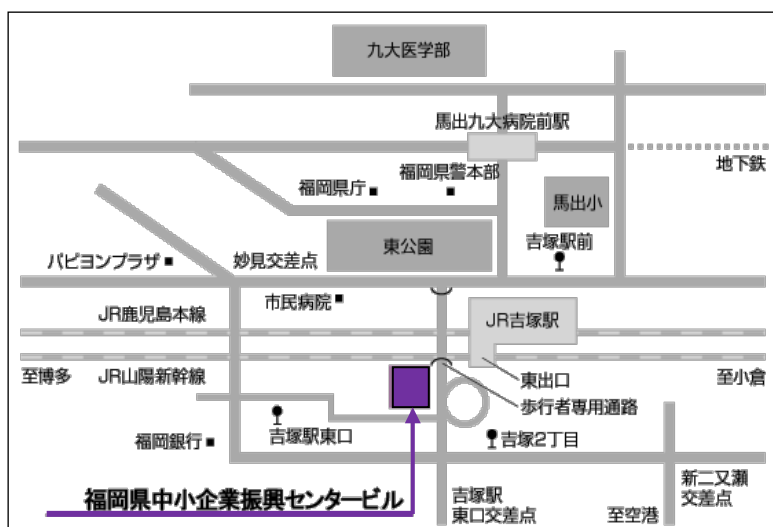 九大医学部
馬出九大病院前駅
地下鉄
福岡県庁
福岡県警本部
馬出小
東公園
吉塚駅前
パピヨンプラザ
妙見交差点
市民病院
JR鹿児島本線
JR吉塚駅
至博多
JR山陽新幹線
東出口
至小倉
歩行者専用通路
吉塚駅東口
福岡銀行
吉塚2丁目
新二又瀬
交差点
福岡県中小企業振興センタービル
吉塚駅
東口交差点
至空港